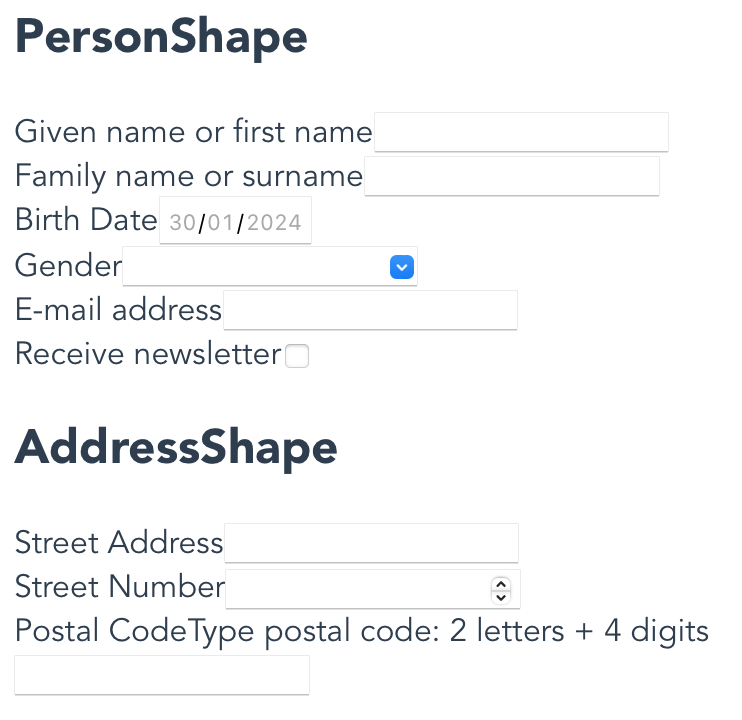 PersonShape
Given name or first name
Family name or surname
Birth Date 30/01/2024
Gender
E-mail address
Receive newsletter
AddressShape
Street Address
Street Number
Postal CodeType postal code: 2 letters + 4 digits